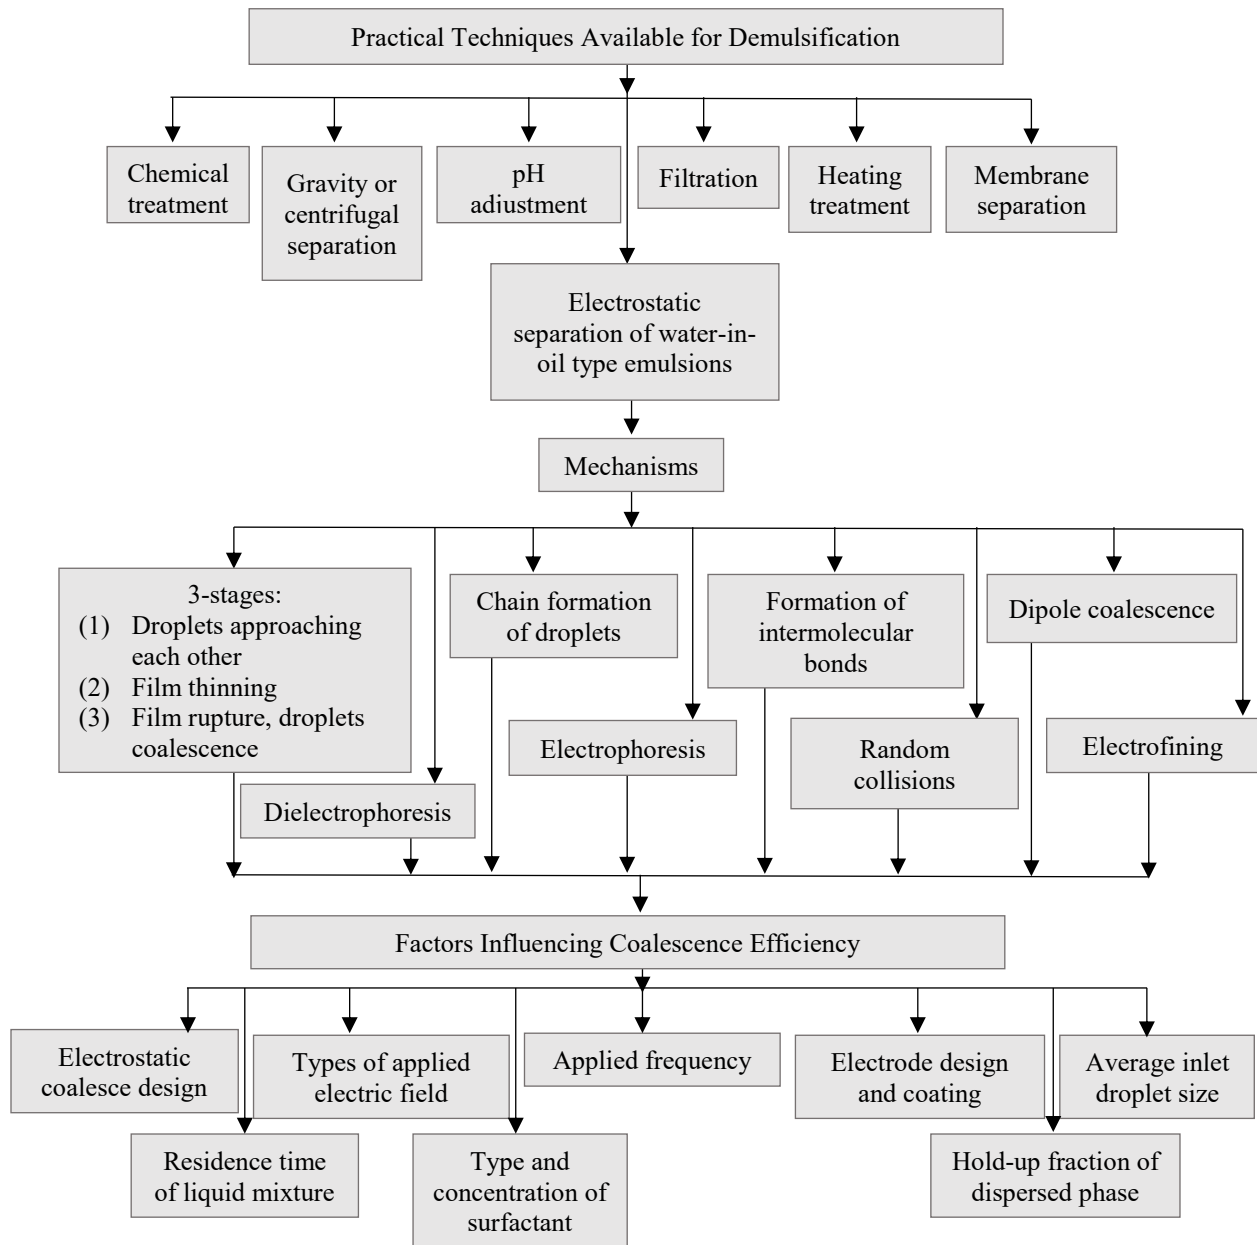 Practical Techniques Available for Demulsification
Chemical
treatment
Gravity or
centrifugal
separation
pH
adiustment
Filtration
Heating
treatment
Membrane
separation
Electrostatic
separation of water-in-
oil type emulsions
Mechanisms
3-stages:
(1) Droplets approaching
each other
(2) Film thinning
(3) Film rupture, droplets
coalescence
Dielectrophoresis
Chain formation
of droplets
Electrophoresis
Formation of
intermolecular
bonds
Random
collisions
Dipole coalescence
Electrofining
Factors Influencing Coalescence Efficiency
Electrostatic
coalesce design
Residence time
of liquid mixture
Types of applied
electric field
Type and
concentration of
surfactant
Applied frequency
Electrode design
and coating
Hold-up fraction of
dispersed phase
Average inlet
droplet size